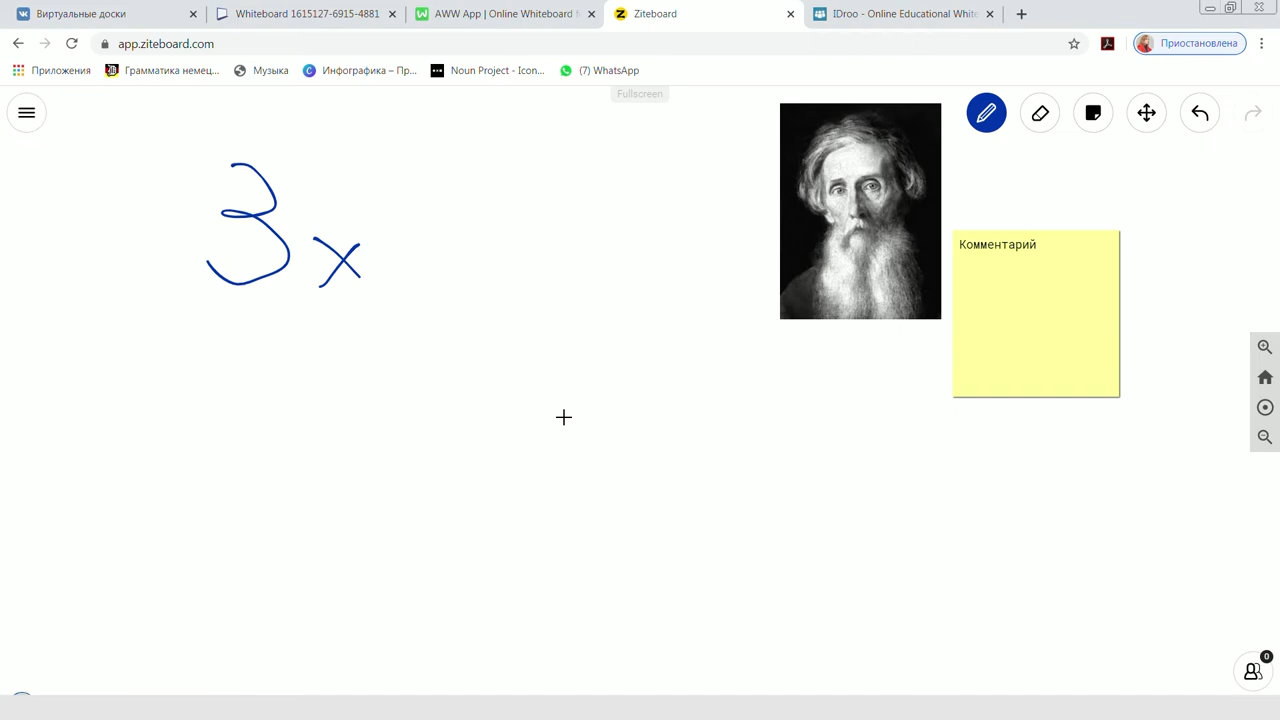 Виртуальные доски
Whiteboard 1615127-6915-4881
AWW App | Online Whiteboard f
Ziteboard
IDroo - Online Educational White
app.ziteboard.com
Приостановлена
Приложения
Грамматика немец...
Музыка
Инфографика – Пр...
Noun Project - Icon...
(7) WhatsApp
Fullscreen
3x
Комментарий
0